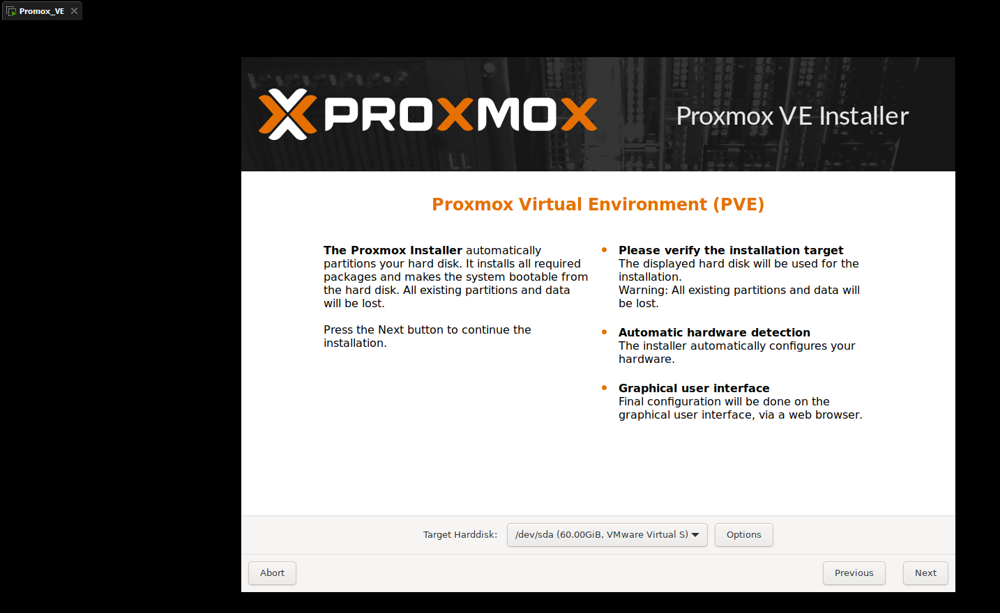 Promox_VE
PROXMOX
Proxmox VE Installer
Proxmox Virtual Environment (PVE)
The Proxmox Installer automatically
partitions your hard disk. It installs all required
packages and makes the system bootable from
the hard disk. All existing partitions and data
will be lost.
Press the Next button to continue the
installation.
Please verify the installation target
The displayed hard disk will be used for the
installation.
Warning: All existing partitions and data will
be lost.
Automatic hardware detection
The installer automatically configures your
hardware.
Graphical user interface
Final configuration will be done on the
graphical user interface, via a web browser.
Target Harddisk: /dev/sda (60.00GiB, VMware Virtual S) Options
Abort Previous Next